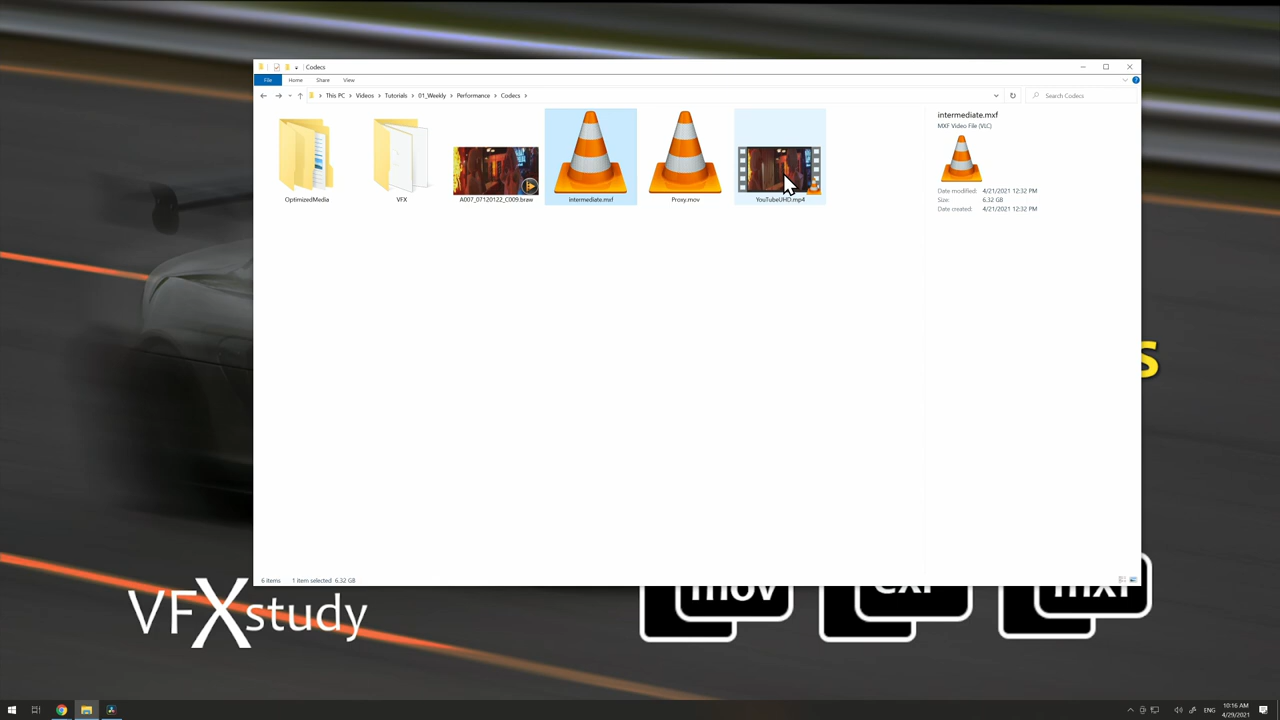 Codecs
File Home Share View
This PC Videos Tutorials 01_Weekly Performance Codecs
Search Codecs
OptimizedMedia
VFX
A007_07120122_C009.braw
intermediate.mxf
Proxy.mov
YouTubeUHD.mp4
intermediate.mxf
MXF Video File (VLC)
Date modified: 4/21/2021 12:32 PM
Size: 6.32 GB
Date created: 4/21/2021 12:32 PM
6 items 1 item selected 6.32 GB
s
VFXstudy
mov
exr
mxf
ENG
10:16 AM
4/29/2021